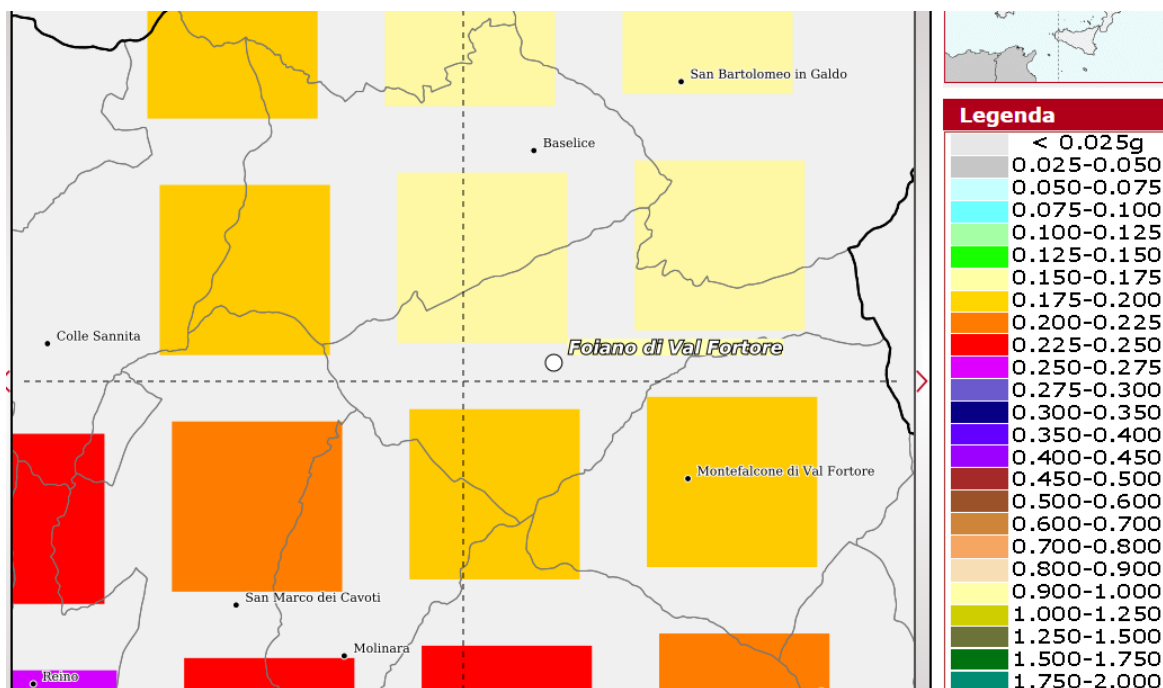 San Bartolomeo in Galdo
Baselice
Colle Sannita
Foiano di Val Fortore
Montefalcone di Val Fortore
San Marco dei Cavoti
Molinara
Reino
Legenda
< 0.025g
0.025-0.050
0.050-0.075
0.075-0.100
0.100-0.125
0.125-0.150
0.150-0.175
0.175-0.200
0.200-0.225
0.225-0.250
0.250-0.275
0.275-0.300
0.300-0.350
0.350-0.400
0.400-0.450
0.450-0.500
0.500-0.600
0.600-0.700
0.700-0.800
0.800-0.900
0.900-1.000
1.000-1.250
1.250-1.500
1.500-1.750
1.750-2.000